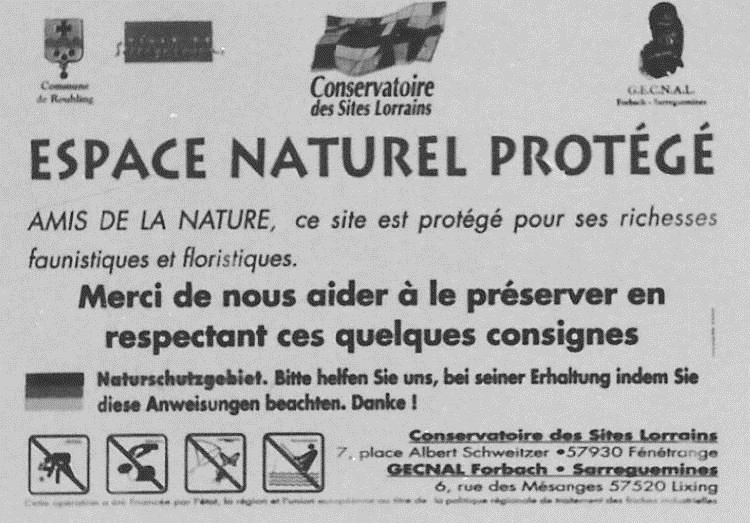 Commune
de Rouhling
Conservatoire
des Sites Lorrains
G.E.C.N.A.L.
Forbach - Sarreguemines
ESPACE NATUREL PROTÉGÉ
AMIS DE LA NATURE, ce site est protégé pour ses richesses
faunistiques et floristiques.
Merci de nous aider à le préserver en
respectant ces quelques consignes
Naturschutzgebiet. Bitte helfen Sie uns, bei seiner Erhaltung indem Sie
diese Anweisungen beachten. Danke !
Conservatoire des Sites Lorrains
7, place Albert Schweitzer •57930 Fénétrange
GECNAL Forbach • Sarreguemines
6, rue des Mésanges 57520 Lixing
Cette opération a été financée par l'état, la région et l'union européenne au titre de la politique régionale de traitement des friches industrielles